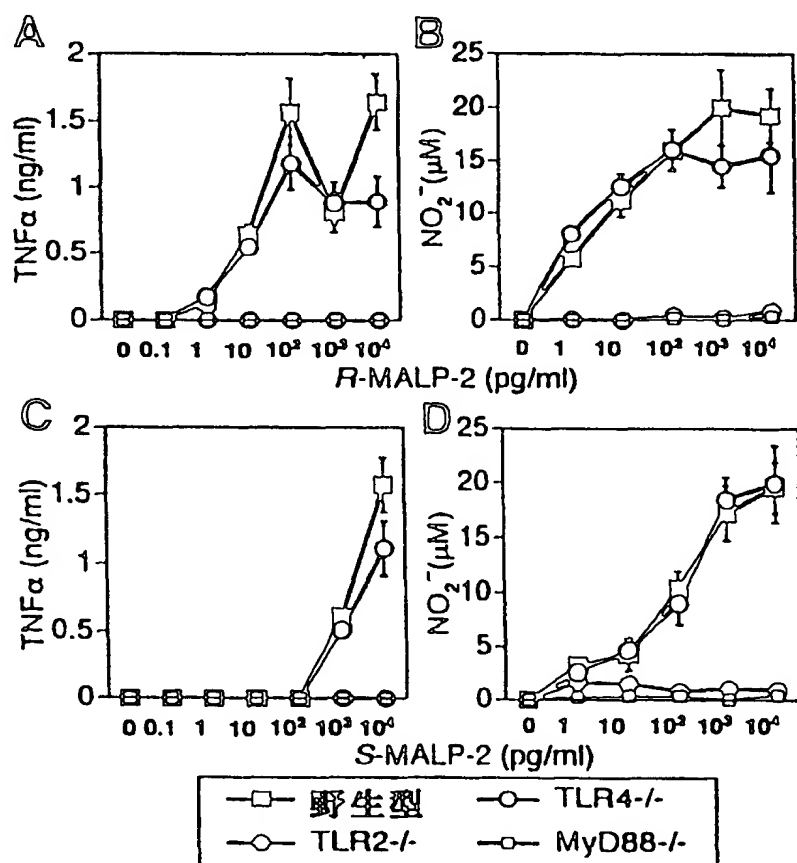 A
B
TNFα (ng/ml)
2
1.5
1
0.5
0
NO₂⁻(μM)
25
20
15
10
5
0
0 0.1 1 10 10² 10³ 10⁴
0 1 10 10² 10³ 10⁴
R-MALP-2 (pg/ml)
C
D
TNFα (ng/ml)
2
1.5
1
0.5
0
NO₂⁻(μM)
25
20
15
10
5
0
0 0.1 1 10 10² 10³ 10⁴
0 1 10 10² 10³ 10⁴
S-MALP-2 (pg/ml)
野生型 TLR4-/-
TLR2-/- MyD88-/-